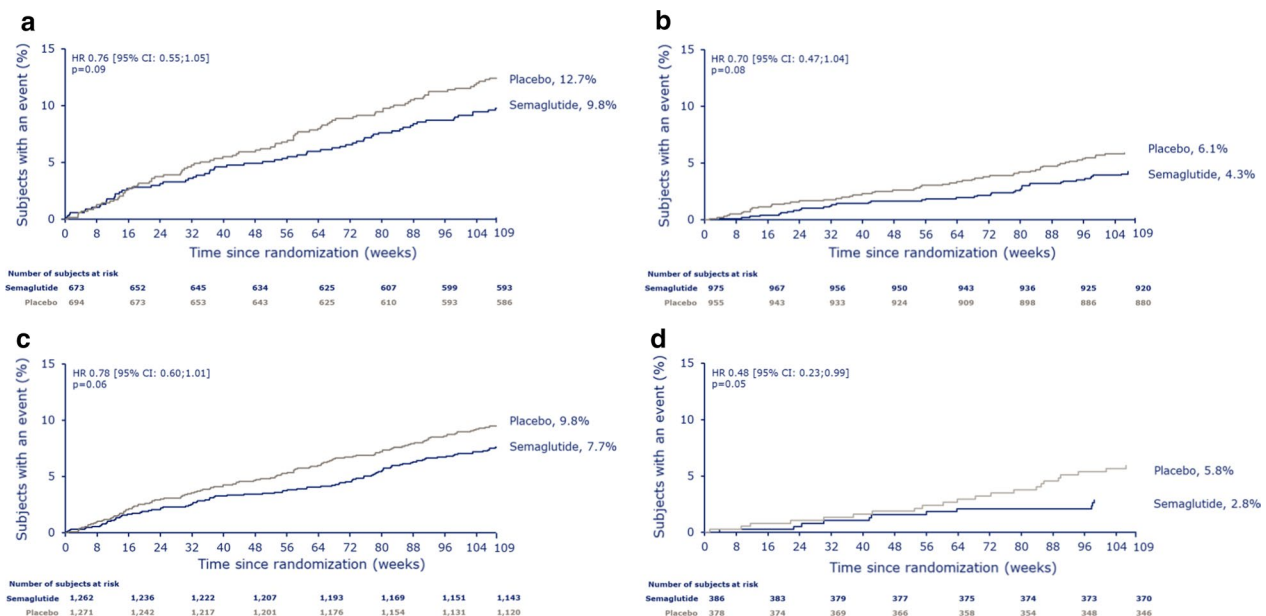 a
Subjects with an event (%)
15
10
5
0
HR 0.76 [95% CI: 0.55;1.05]
p=0.09
Placebo, 12.7%
Semaglutide, 9.8%
0 8 16 24 32 40 48 56 64 72 80 88 96 104 109
Time since randomization (weeks)
Number of subjects at risk
Semaglutide 673 652 645 634 625 607 599 593
Placebo 694 673 653 643 625 610 593 586
b
Subjects with an event (%)
15
10
5
0
HR 0.70 [95% CI: 0.47;1.04]
p=0.08
Placebo, 6.1%
Semaglutide, 4.3%
0 8 16 24 32 40 48 56 64 72 80 88 96 104 109
Time since randomization (weeks)
Number of subjects at risk
Semaglutide 975 967 956 950 943 936 925 920
Placebo 955 943 933 924 909 898 886 880
c
Subjects with an event (%)
15
10
5
0
HR 0.78 [95% CI: 0.60;1.01]
p=0.06
Placebo, 9.8%
Semaglutide, 7.7%
0 8 16 24 32 40 48 56 64 72 80 88 96 104 109
Time since randomization (weeks)
Number of subjects at risk
Semaglutide 1,262 1,236 1,222 1,207 1,193 1,169 1,151 1,143
Placebo 1,271 1,242 1,217 1,201 1,176 1,154 1,131 1,120
d
Subjects with an event (%)
15
10
5
0
HR 0.48 [95% CI: 0.23;0.99]
p=0.05
Placebo, 5.8%
Semaglutide, 2.8%
0 8 16 24 32 40 48 56 64 72 80 88 96 104 109
Time since randomization (weeks)
Number of subjects at risk
Semaglutide 386 383 379 377 375 374 373 370
Placebo 378 374 369 366 358 354 348 346